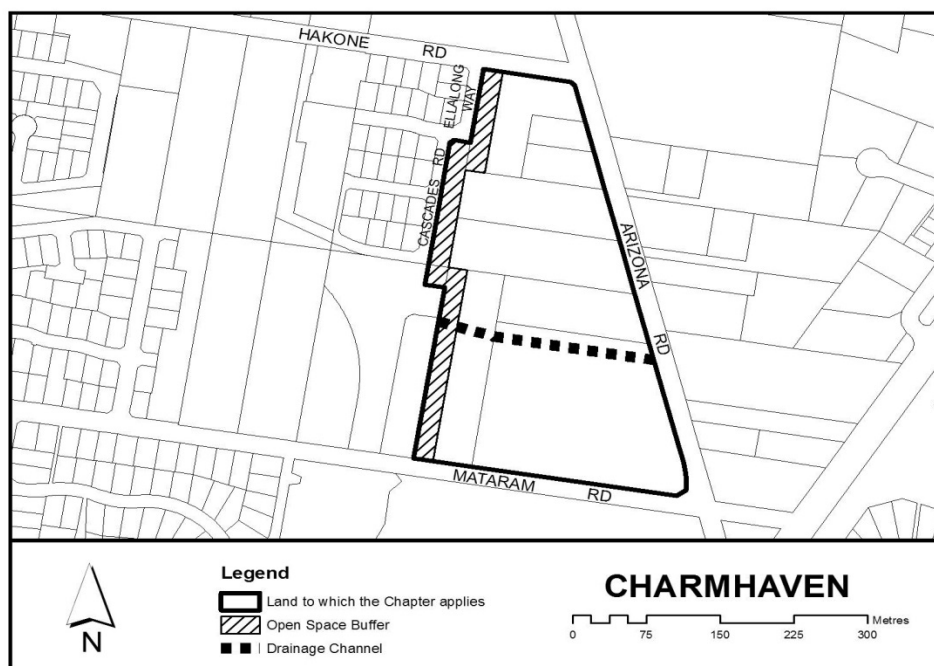 HAKONE RD
ELLALONG
WAY
CASCADES RD
ARIZONA RD
MATARAM RD
N
Legend
Land to which the Chapter applies
Open Space Buffer
Drainage Channel
CHARMHAVEN
Metres
0 75 150 225 300